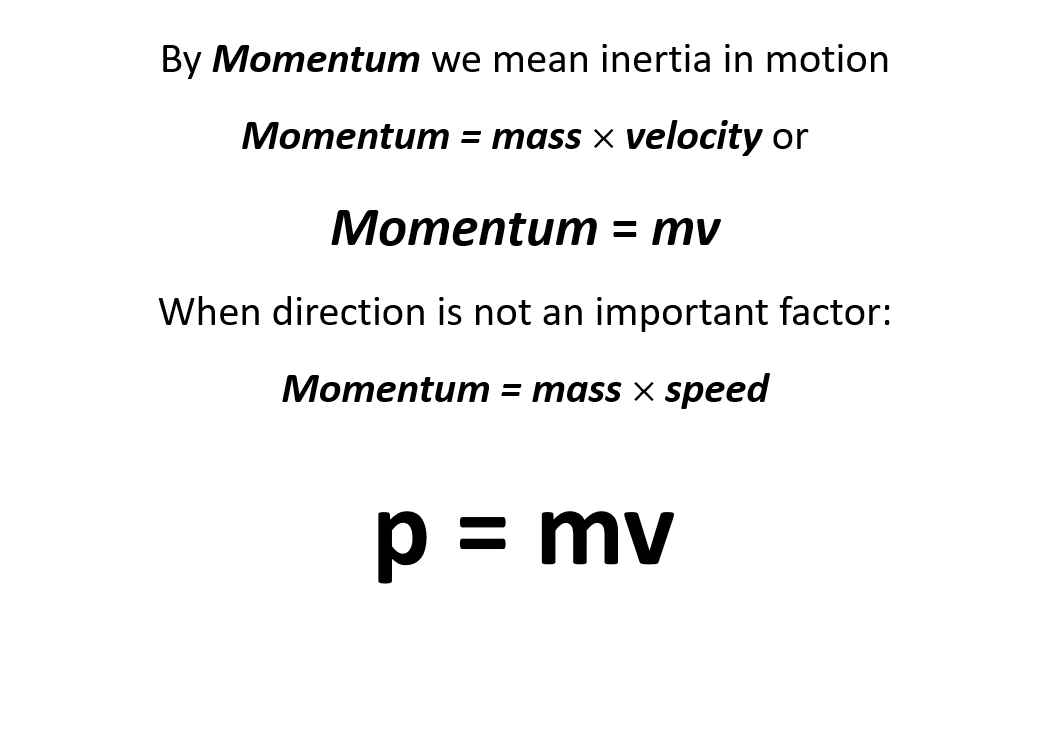 By Momentum we mean inertia in motion
Momentum = mass × velocity or
Momentum = mv
When direction is not an important factor:
Momentum = mass × speed
p = mv